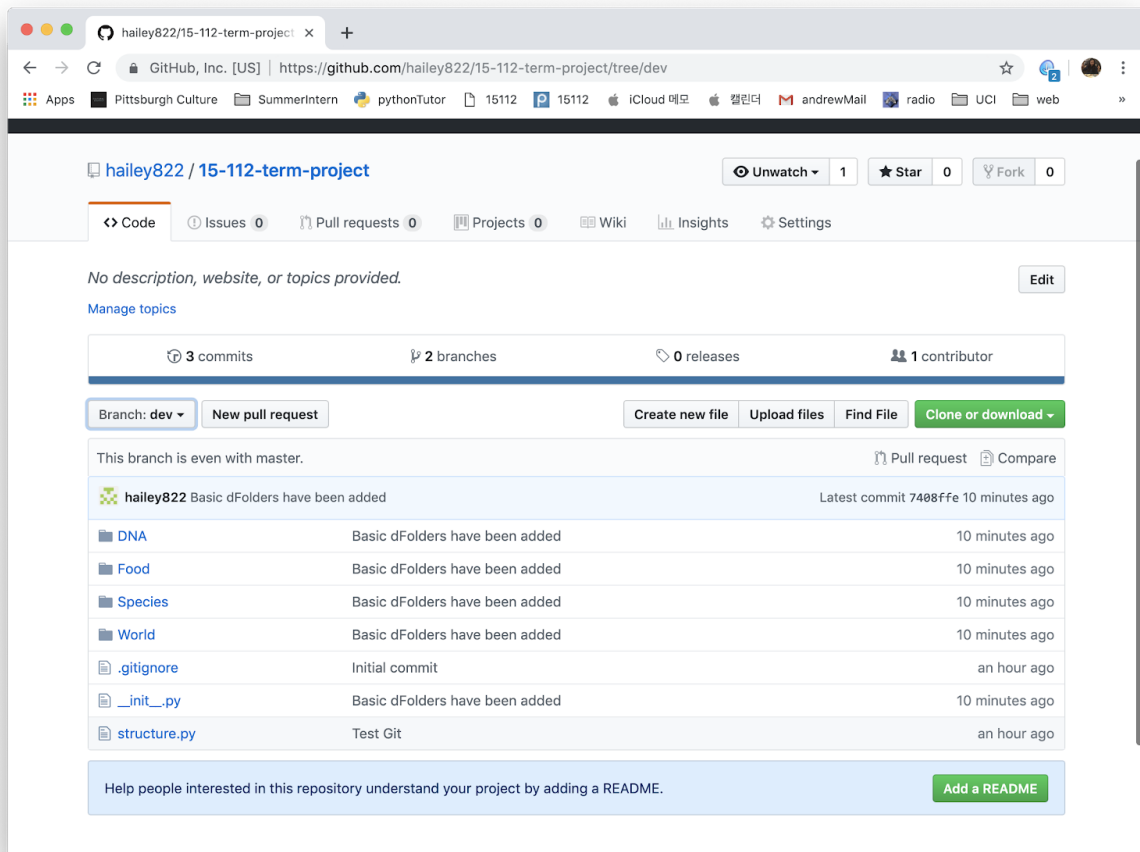 hailey822/15-112-term-project
GitHub, Inc. [US] | https://github.com/hailey822/15-112-term-project/tree/dev
2
Apps Pittsburgh Culture SummerIntern pythonTutor 15112 15112 iCloud 메모 캘린더 andrewMail radio UCI web »
hailey822 / 15-112-term-project Unwatch 1 Star 0 Fork 0
Code Issues 0 Pull requests 0 Projects 0 Wiki Insights Settings
No description, website, or topics provided. Edit
Manage topics
3 commits 2 branches 0 releases 1 contributor
Branch: dev New pull request Create new file Upload files Find File Clone or download
This branch is even with master. Pull request Compare
hailey822 Basic dFolders have been added Latest commit 7408ffe 10 minutes ago
DNA Basic dFolders have been added 10 minutes ago
Food Basic dFolders have been added 10 minutes ago
Species Basic dFolders have been added 10 minutes ago
World Basic dFolders have been added 10 minutes ago
.gitignore Initial commit an hour ago
__init__.py Basic dFolders have been added 10 minutes ago
structure.py Test Git an hour ago
Help people interested in this repository understand your project by adding a README. Add a README